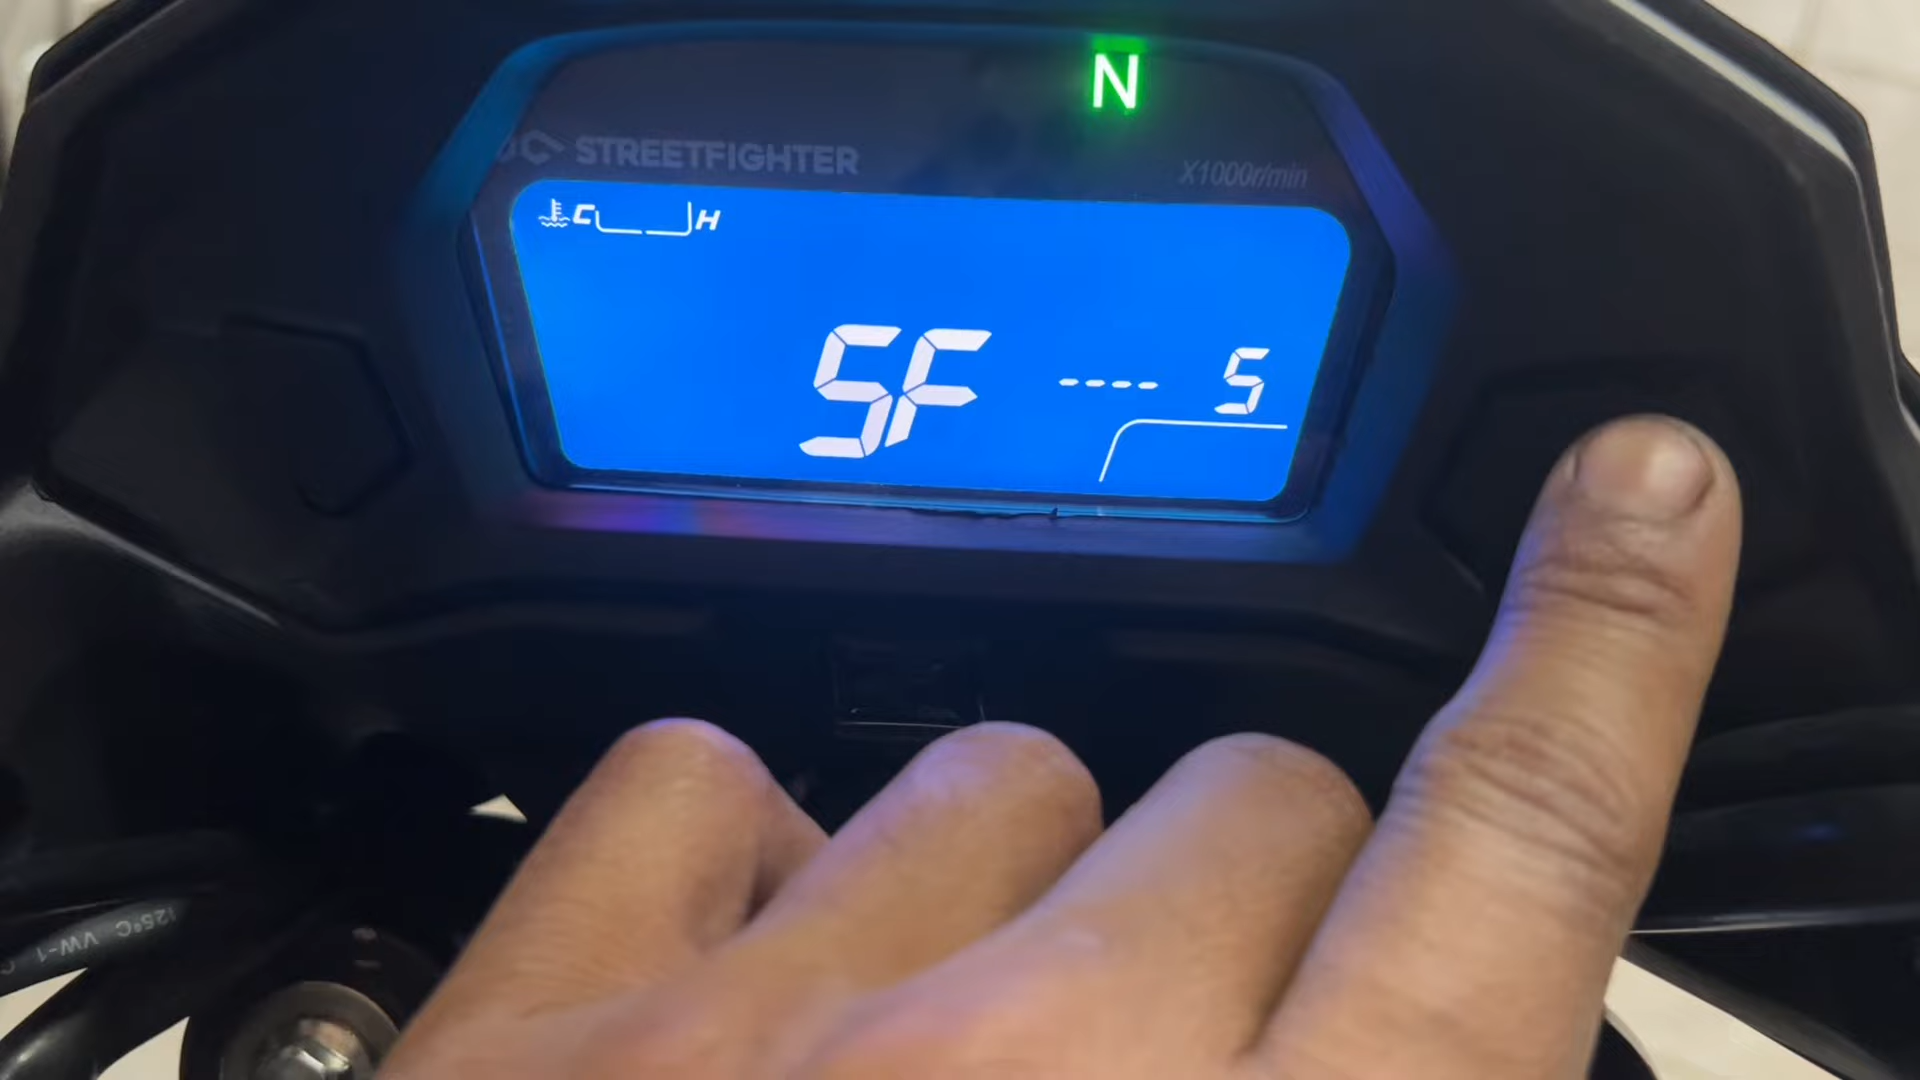 N
STREETFIGHTER
X1000r/min
C H
SF ---- 5
125°C VW-1